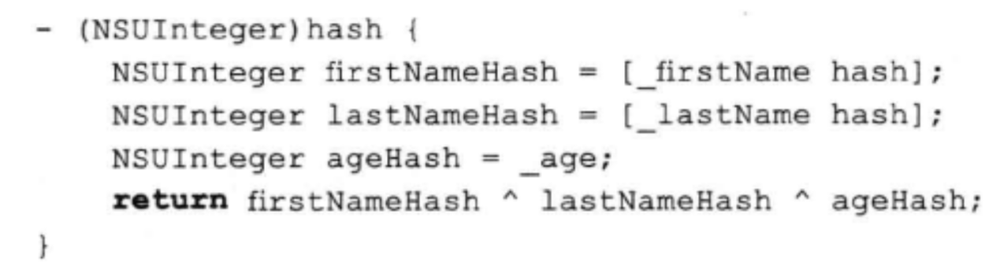 - (NSUInteger)hash {
NSUInteger firstNameHash = [_firstName hash];
NSUInteger lastNameHash = [_lastName hash];
NSUInteger ageHash = _age;
return firstNameHash ^ lastNameHash ^ ageHash;
}